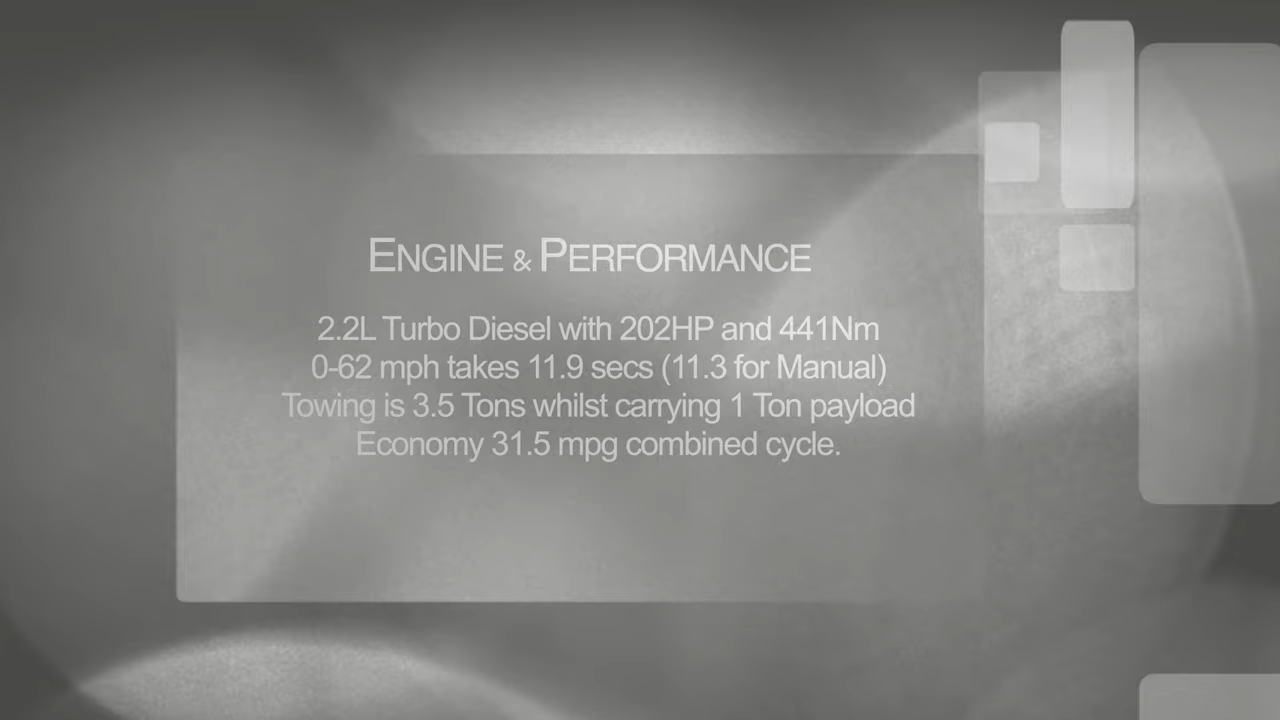 ENGINE & PERFORMANCE
2.2L Turbo Diesel with 202HP and 441Nm
0-62 mph takes 11.9 secs (11.3 for Manual)
Towing is 3.5 Tons whilst carrying 1 Ton payload
Economy 31.5 mpg combined cycle.